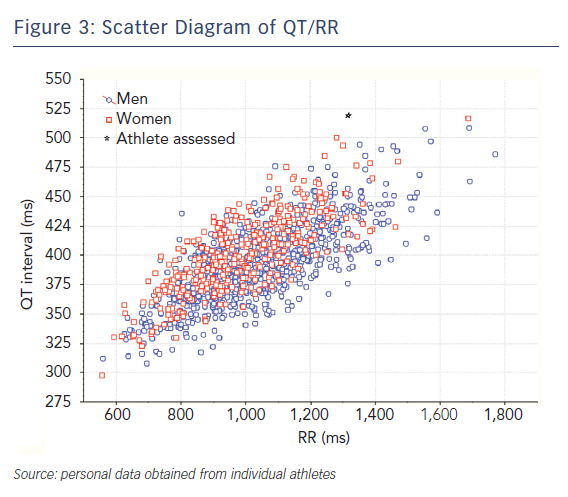 Figure 3: Scatter Diagram of QT/RR
550
525
500
475
450
424
400
375
350
325
300
275
QT interval (ms)
Men
Women
* Athlete assessed
600 800 1,000 1,200 1,400 1,600 1,800
RR (ms)
Source: personal data obtained from individual athletes